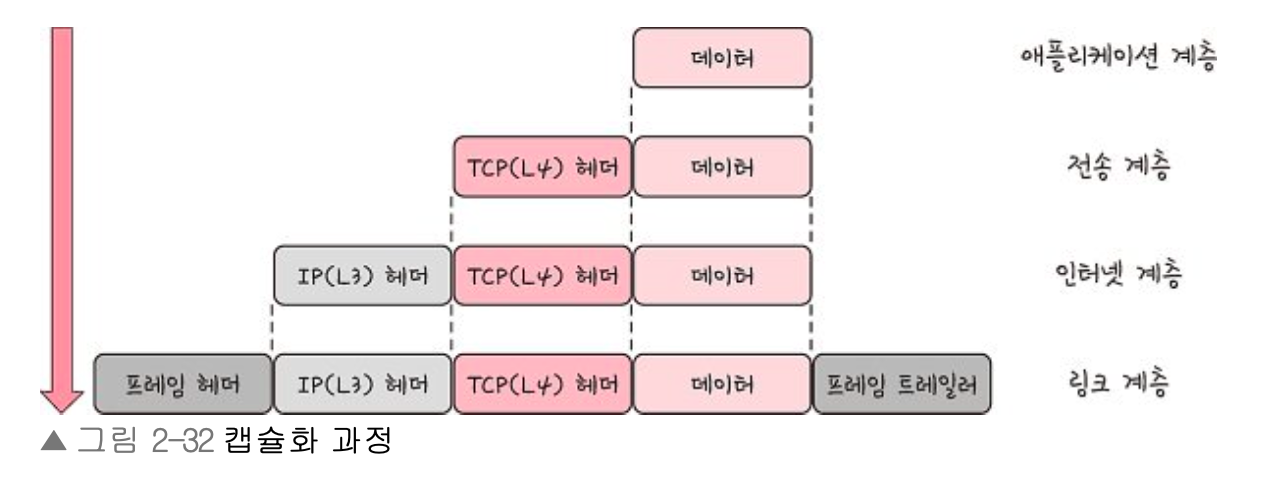 데이터 애플리케이션 계층
TCP(L4) 헤더 데이터 전송 계층
IP(L3) 헤더 TCP(L4) 헤더 데이터 인터넷 계층
프레임 헤더 IP(L3) 헤더 TCP(L4) 헤더 데이터 프레임 트레일러 링크 계층
▲ 그림 2-32 캡슐화 과정